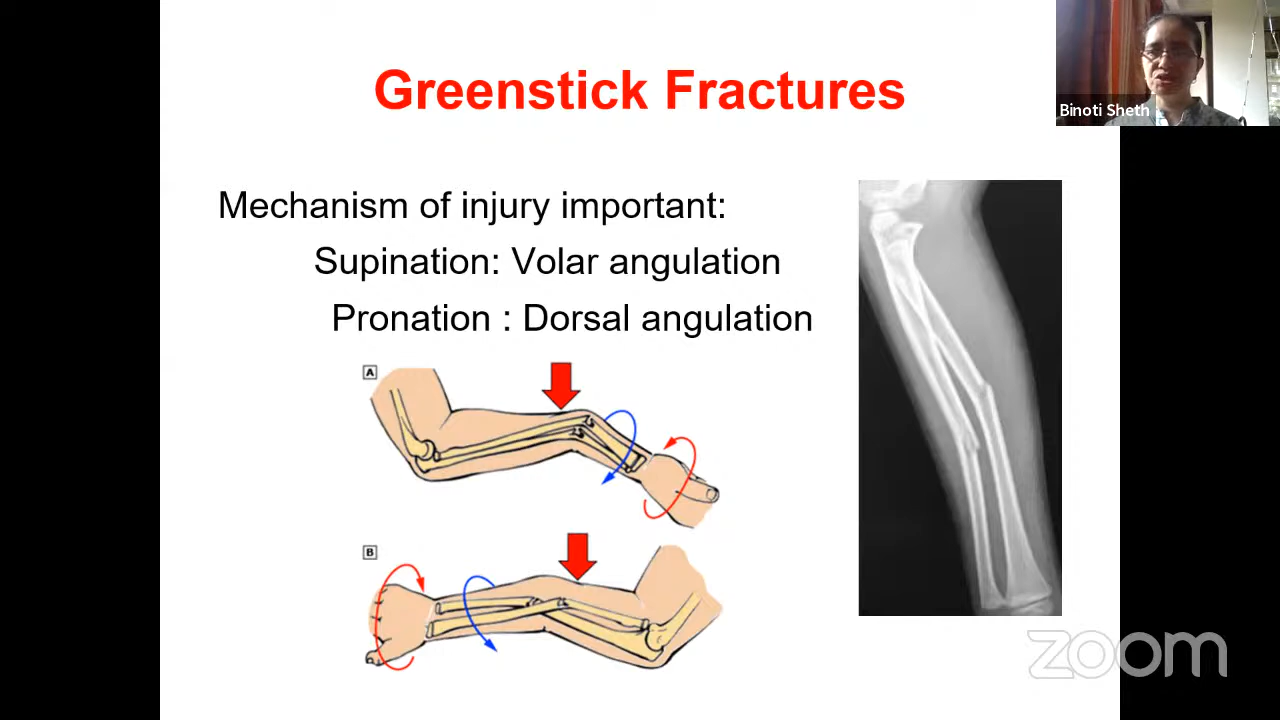 Greenstick Fractures
Binoti Sheth
Mechanism of injury important:
Supination: Volar angulation
Pronation : Dorsal angulation
A
B
zoom